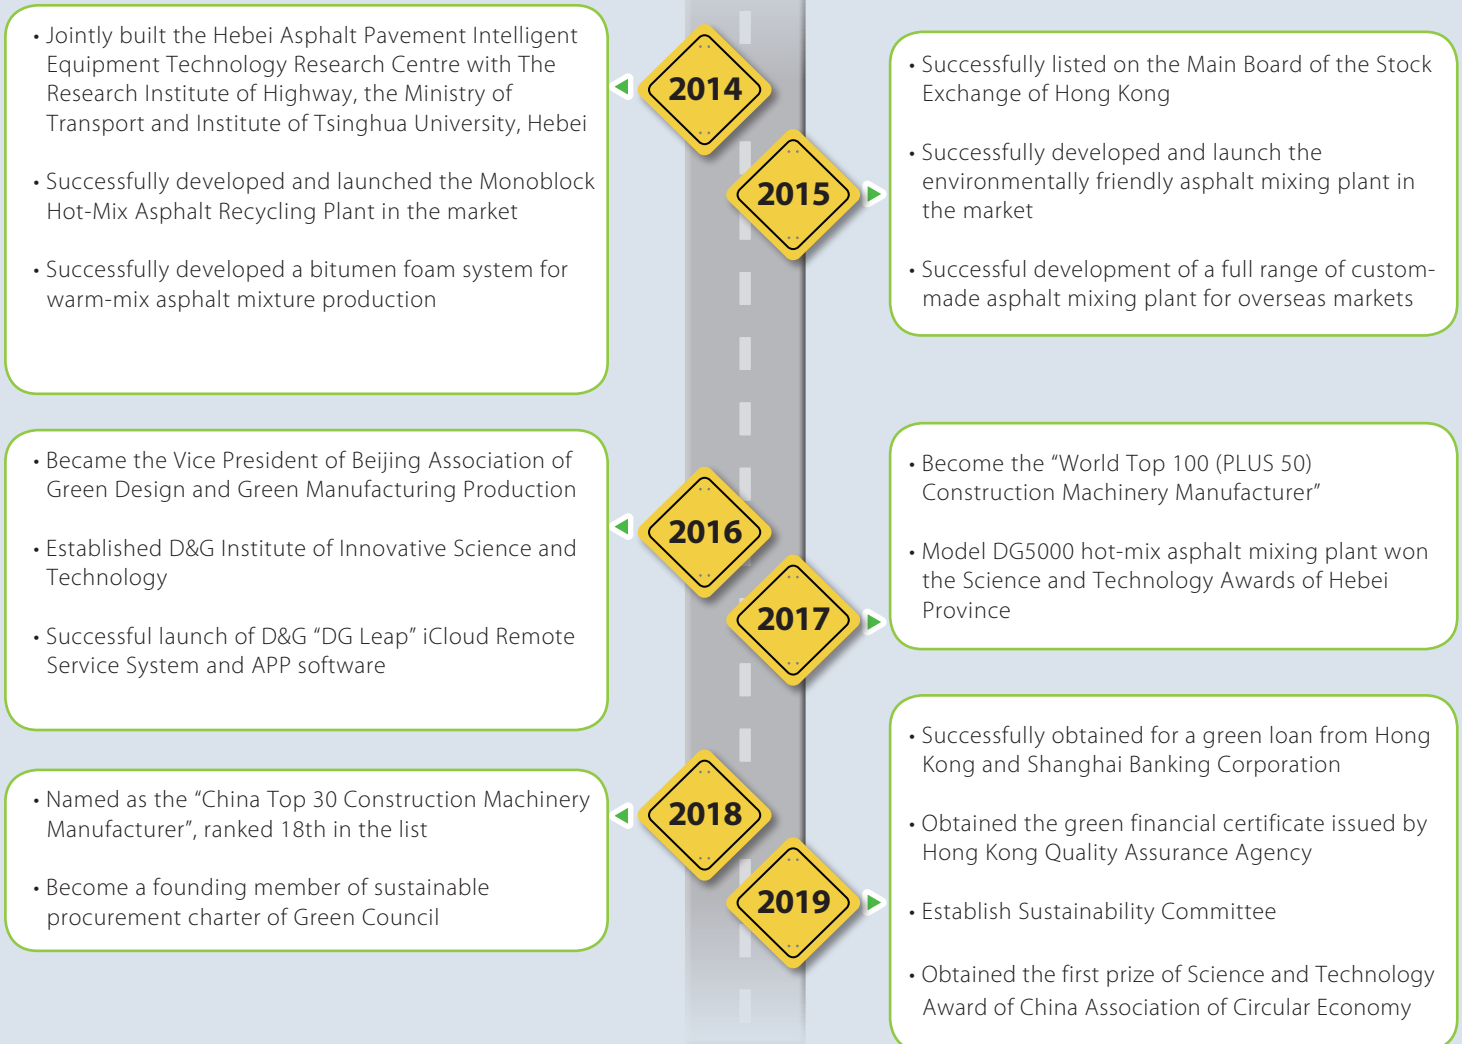 2014
• Jointly built the Hebei Asphalt Pavement Intelligent
Equipment Technology Research Centre with The
Research Institute of Highway, the Ministry of
Transport and Institute of Tsinghua University, Hebei
• Successfully developed and launched the Monoblock
Hot-Mix Asphalt Recycling Plant in the market
• Successfully developed a bitumen foam system for
warm-mix asphalt mixture production
2015
• Successfully listed on the Main Board of the Stock
Exchange of Hong Kong
• Successfully developed and launch the
environmentally friendly asphalt mixing plant in
the market
• Successful development of a full range of custom-
made asphalt mixing plant for overseas markets
2016
• Became the Vice President of Beijing Association of
Green Design and Green Manufacturing Production
• Established D&G Institute of Innovative Science and
Technology
• Successful launch of D&G “DG Leap” iCloud Remote
Service System and APP software
2017
• Become the “World Top 100 (PLUS 50)
Construction Machinery Manufacturer”
• Model DG5000 hot-mix asphalt mixing plant won
the Science and Technology Awards of Hebei
Province
2018
• Named as the “China Top 30 Construction Machinery
Manufacturer”, ranked 18th in the list
• Become a founding member of sustainable
procurement charter of Green Council
2019
• Successfully obtained for a green loan from Hong
Kong and Shanghai Banking Corporation
• Obtained the green financial certificate issued by
Hong Kong Quality Assurance Agency
• Establish Sustainability Committee
• Obtained the first prize of Science and Technology
Award of China Association of Circular Economy